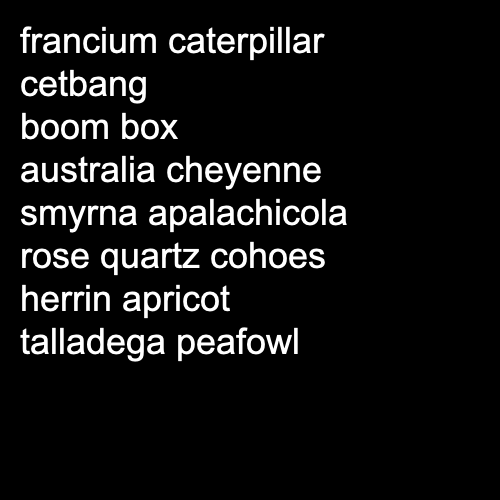 francium caterpillar
cetbang
boom box
australia cheyenne
smyrna apalachicola
rose quartz cohoes
herrin apricot
talladega peafowl